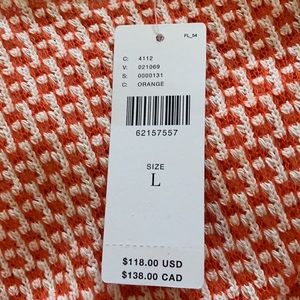 FL_54
C: 4112
V: 021069
S: 0000131
C: ORANGE
62157557
SIZE
L
$118.00 USD
$138.00 CAD